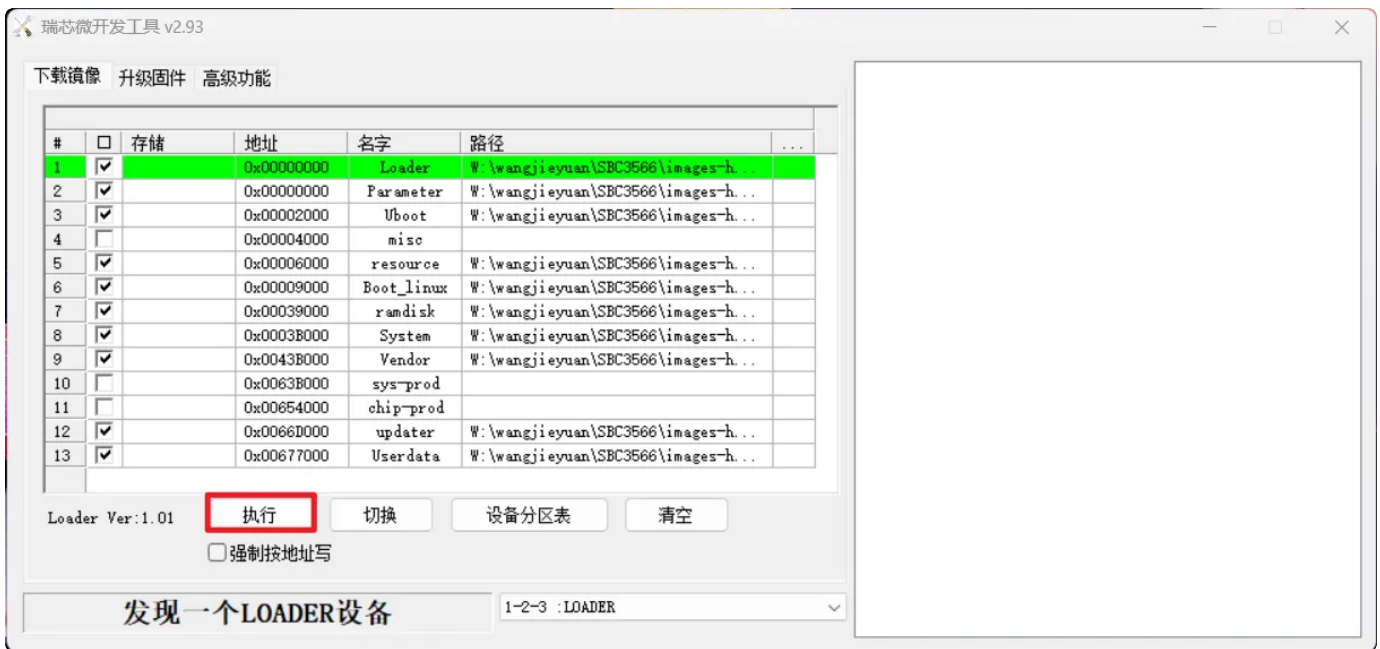 瑞芯微开发工具 v2.93
下载镜像 升级固件 高级功能
# 存储 地址 名字 路径 ...
1 0x00000000 Loader W:\wangjieyuan\SBC3566\images-h...
2 0x00000000 Parameter W:\wangjieyuan\SBC3566\images-h...
3 0x00002000 Uboot W:\wangjieyuan\SBC3566\images-h...
4 0x00004000 misc
5 0x00006000 resource W:\wangjieyuan\SBC3566\images-h...
6 0x00009000 Boot_linux W:\wangjieyuan\SBC3566\images-h...
7 0x00039000 ramdisk W:\wangjieyuan\SBC3566\images-h...
8 0x0003B000 System W:\wangjieyuan\SBC3566\images-h...
9 0x0043B000 Vendor W:\wangjieyuan\SBC3566\images-h...
10 0x0063B000 sys-prod
11 0x00654000 chip-prod
12 0x0066D000 updater W:\wangjieyuan\SBC3566\images-h...
13 0x00677000 Userdata W:\wangjieyuan\SBC3566\images-h...
Loader Ver:1.01 执行 切换 设备分区表 清空
强制按地址写
发现一个LOADER设备 1-2-3 :LOADER